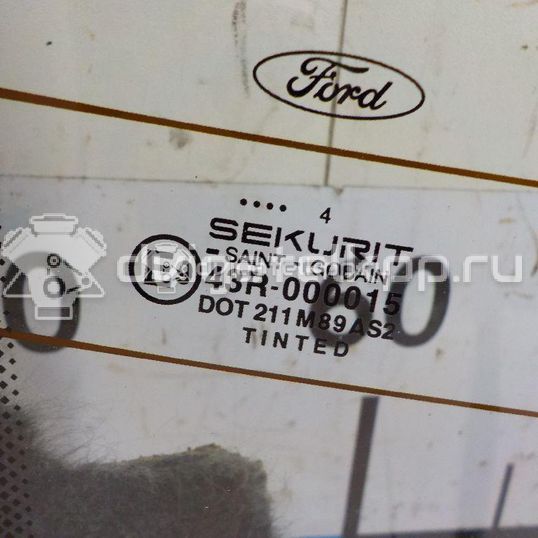 Ford
4
SEKURIT
SAINT-GOBAIN
43R-000015
DOT 211 M89 AS2
TINTED